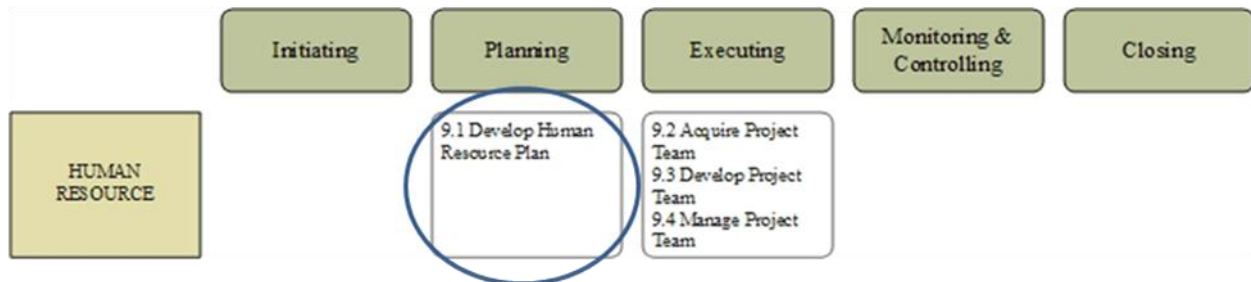 Initiating
Planning
Executing
Monitoring &
Controlling
Closing
HUMAN
RESOURCE
9.1 Develop Human
Resource Plan
9.2 Acquire Project
Team
9.3 Develop Project
Team
9.4 Manage Project
Team